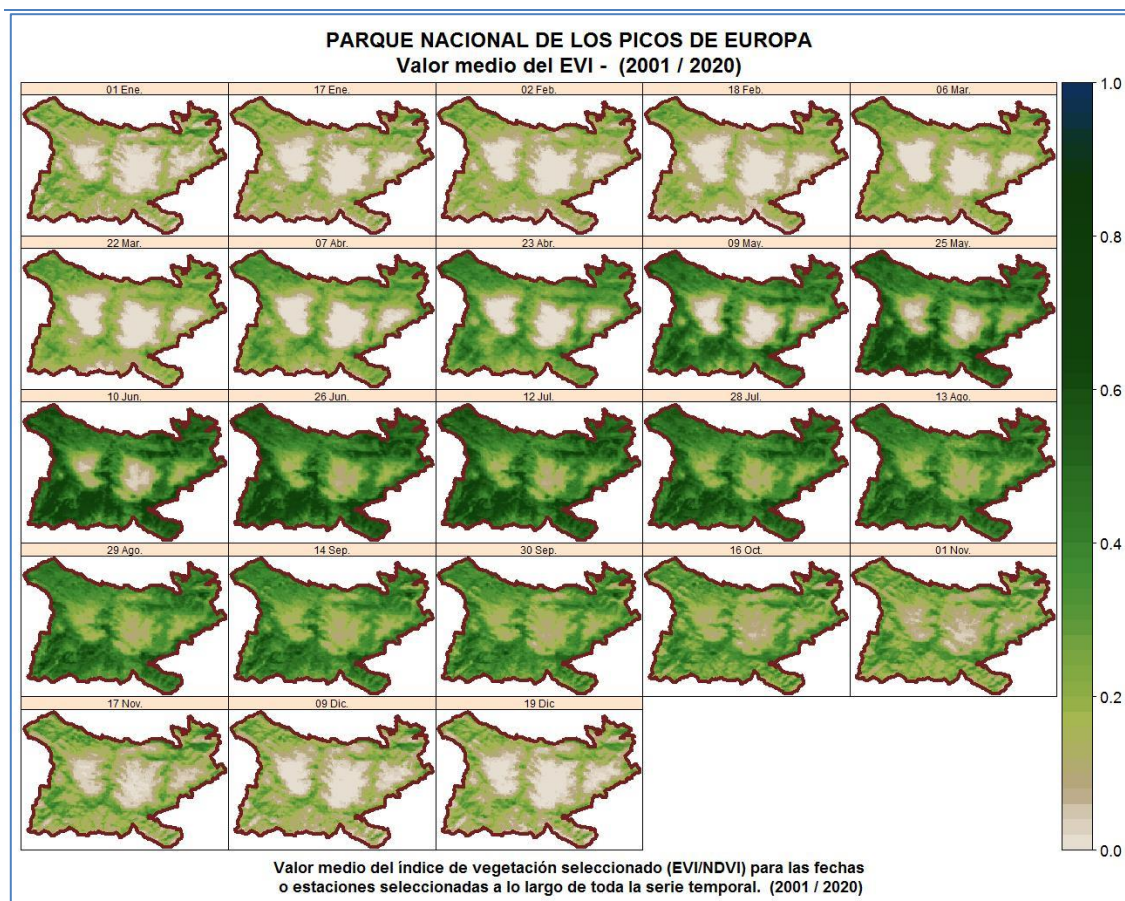 PARQUE NACIONAL DE LOS PICOS DE EUROPA
Valor medio del EVI - (2001 / 2020)
01 Ene.
17 Ene.
02 Feb.
18 Feb.
06 Mar.
22 Mar.
07 Abr.
23 Abr.
09 May.
25 May.
10 Jun.
26 Jun.
12 Jul.
28 Jul.
13 Ago.
29 Ago.
14 Sep.
30 Sep.
16 Oct.
01 Nov.
17 Nov.
09 Dic.
19 Dic
1.0
0.8
0.6
0.4
0.2
0.0
Valor medio del índice de vegetación seleccionado (EVI/NDVI) para las fechas
o estaciones seleccionadas a lo largo de toda la serie temporal. (2001 / 2020)